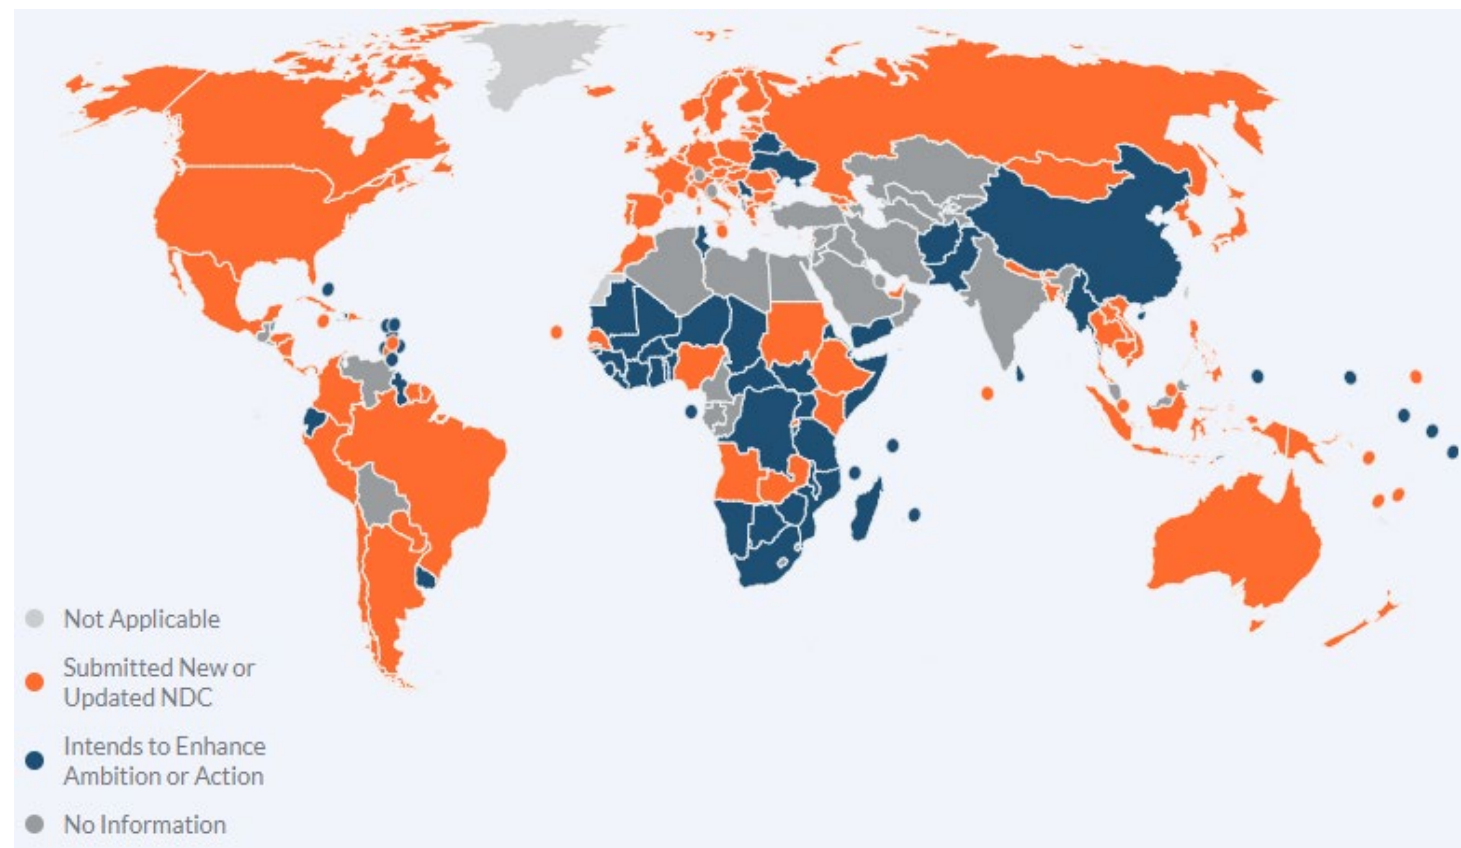 Not Applicable
Submitted New or
Updated NDC
Intends to Enhance
Ambition or Action
No Information